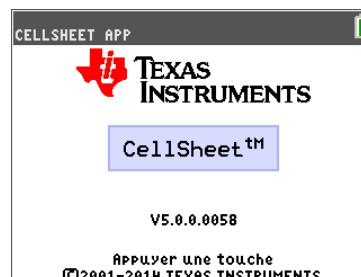 CELLSHEET APP
TEXAS
INSTRUMENTS
CellSheet™
V5.0.0.0058
Appuyer une touche
©2001-2014 TEXAS INSTRUMENTS